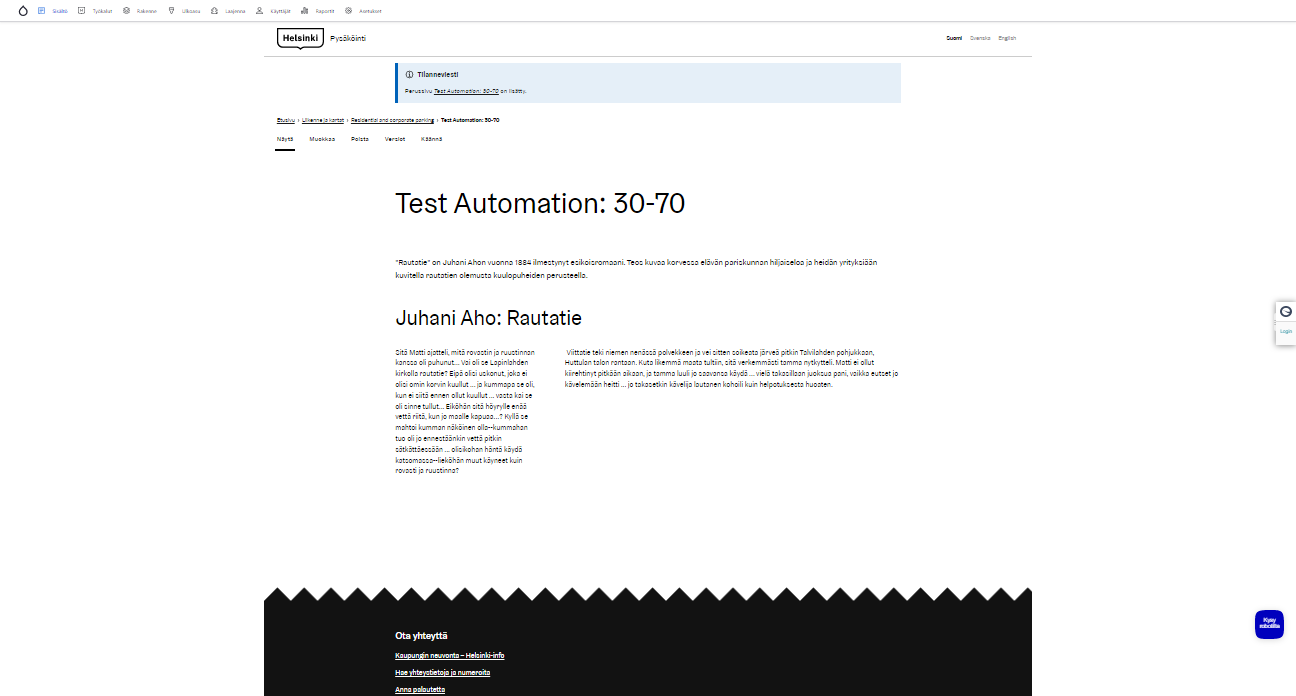 Sisältö Työkalut Rakenne Ulkoasu Laajenna Käyttäjät Raportit Asetukset
Helsinki Pysäköinti Suomi Svenska English
Tilanneviesti
Perussivu Test Automation: 30-70 on lisätty.
Etusivu › Liikenne ja kartat › Residential and corporate parking › Test Automation: 30-70
Näytä Muokkaa Poista Versiot Käännä
Test Automation: 30-70
"Rautatie" on Juhani Ahon vuonna 1884 ilmestynyt esikoisromaani. Teos kuvaa korvessa elävän pariskunnan hiljaiseloa ja heidän yrityksiään
kuvitella rautatien olemusta kuulopuheiden perusteella.
Juhani Aho: Rautatie
Sitä Matti ajatteli, mitä rovastin ja ruustinnan
kanssa oli puhunut... Vai oli se Lapinlahden
kirkolla rautatie? Eipä olisi uskonut, joka ei
olisi omin korvin kuullut ... ja kummapa se oli,
kun ei siitä ennen ollut kuullut ... vasta kai se
oli sinne tullut... Eiköhän sitä höyrylle enää
vettä riitä, kun jo maalle kapuaa...? Kyllä se
mahtoi kumman näköinen olla--kummahan
tuo oli jo ennestäänkin vettä pitkin
sätkättäessään ... olisikohan häntä käydä
katsomassa--lieköhän muut käyneet kuin
rovasti ja ruustinna?
Viittatie teki niemen nenässä polvekkeen ja vei sitten soikeata järveä pitkin Talvilahden pohjukkaan,
Huttulan talon rantaan. Kuta likemmä maata tultiin, sitä verkemmästi tamma nytkytteli. Matti ei ollut
kiirehtinyt pitkään aikaan, ja tamma luuli jo saavansa käydä ... vielä takasillaan juoksua pani, vaikka eutset jo
kävelemään heitti ... jo takasetkin kävelijä lautanen kohoili kuin helpotuksesta huoaten.
Login
Kysy
robotilta
Ota yhteyttä
Kaupungin neuvonta – Helsinki-info
Hae yhteystietoja ja numeroita
Anna palautetta